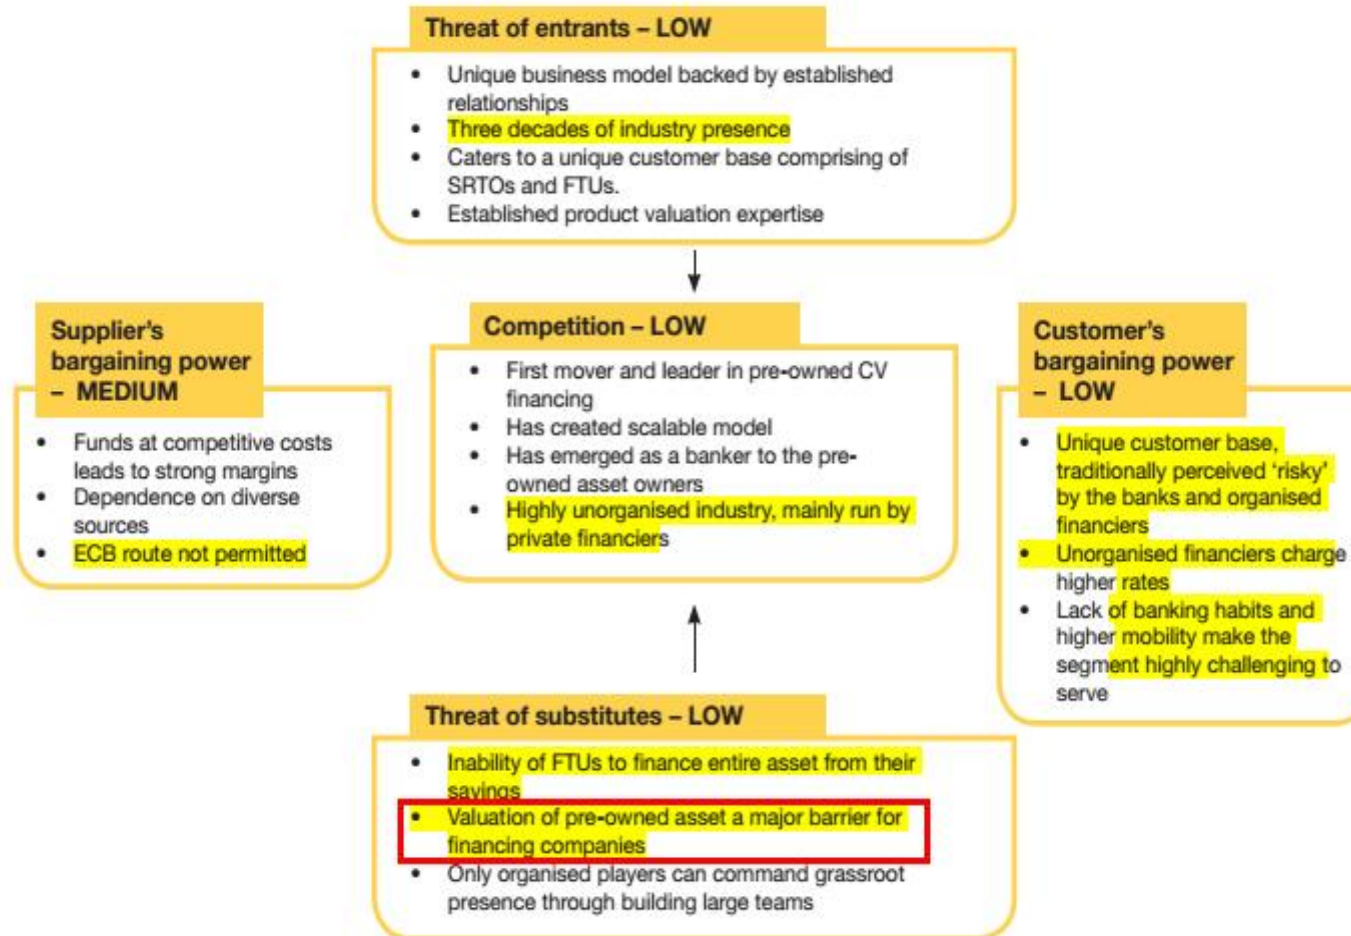 Threat of entrants – LOW
• Unique business model backed by established
relationships
• Three decades of industry presence
• Caters to a unique customer base comprising of
SRTOs and FTUs.
• Established product valuation expertise
Supplier's
bargaining power
– MEDIUM
• Funds at competitive costs
leads to strong margins
• Dependence on diverse
sources
• ECB route not permitted
Competition – LOW
• First mover and leader in pre-owned CV
financing
• Has created scalable model
• Has emerged as a banker to the pre-
owned asset owners
• Highly unorganised industry, mainly run by
private financiers
Customer's
bargaining power
– LOW
• Unique customer base,
traditionally perceived 'risky'
by the banks and organised
financiers
• Unorganised financiers charge
higher rates
• Lack of banking habits and
higher mobility make the
segment highly challenging to
serve
Threat of substitutes – LOW
• Inability of FTUs to finance entire asset from their
savings
• Valuation of pre-owned asset a major barrier for
financing companies
• Only organised players can command grassroot
presence through building large teams